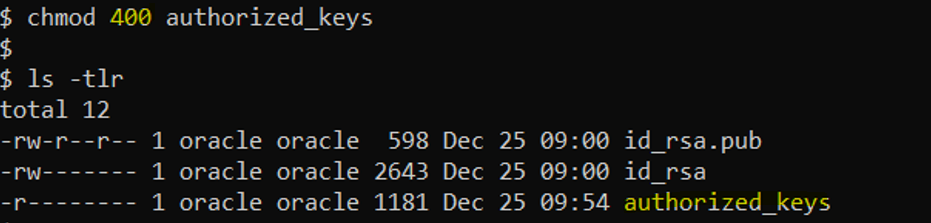 $ chmod 400 authorized_keys
$
$ ls -tlr
total 12
-rw-r--r-- 1 oracle oracle  598 Dec 25 09:00 id_rsa.pub
-rw------- 1 oracle oracle 2643 Dec 25 09:00 id_rsa
-r-------- 1 oracle oracle 1181 Dec 25 09:54 authorized_keys